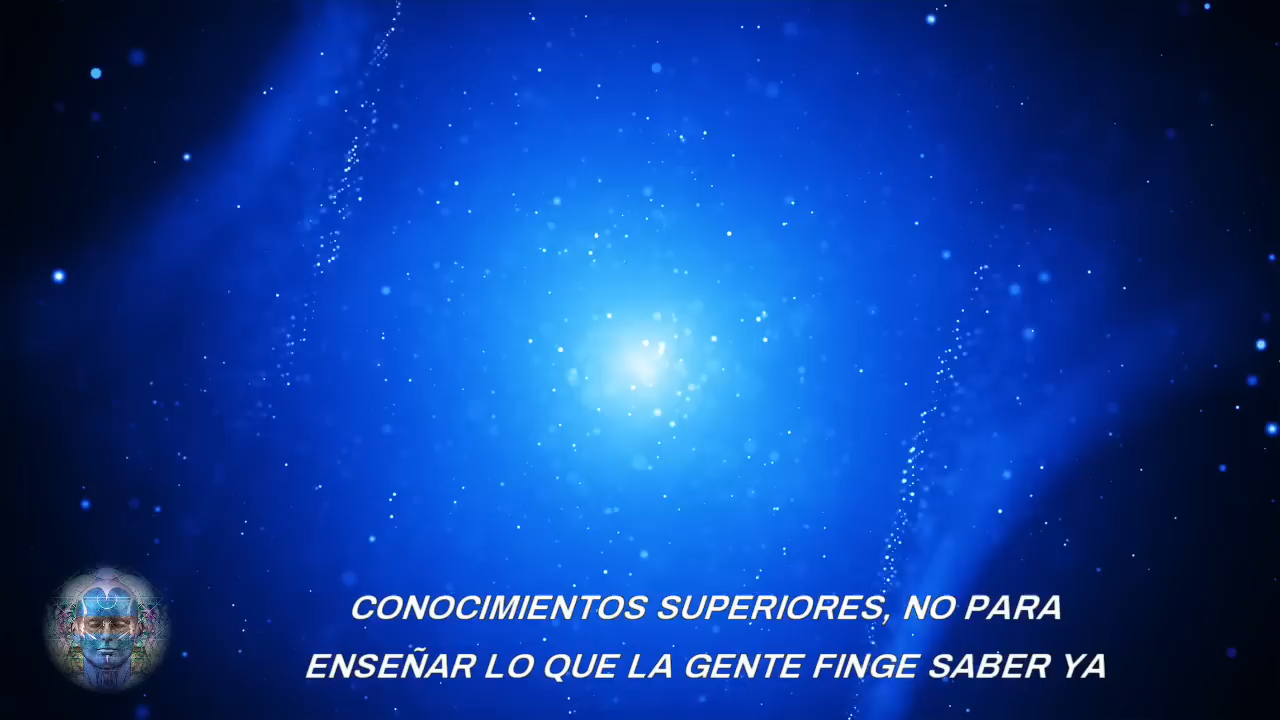 CONOCIMIENTOS SUPERIORES, NO PARA
ENSEÑAR LO QUE LA GENTE FINGE SABER YA